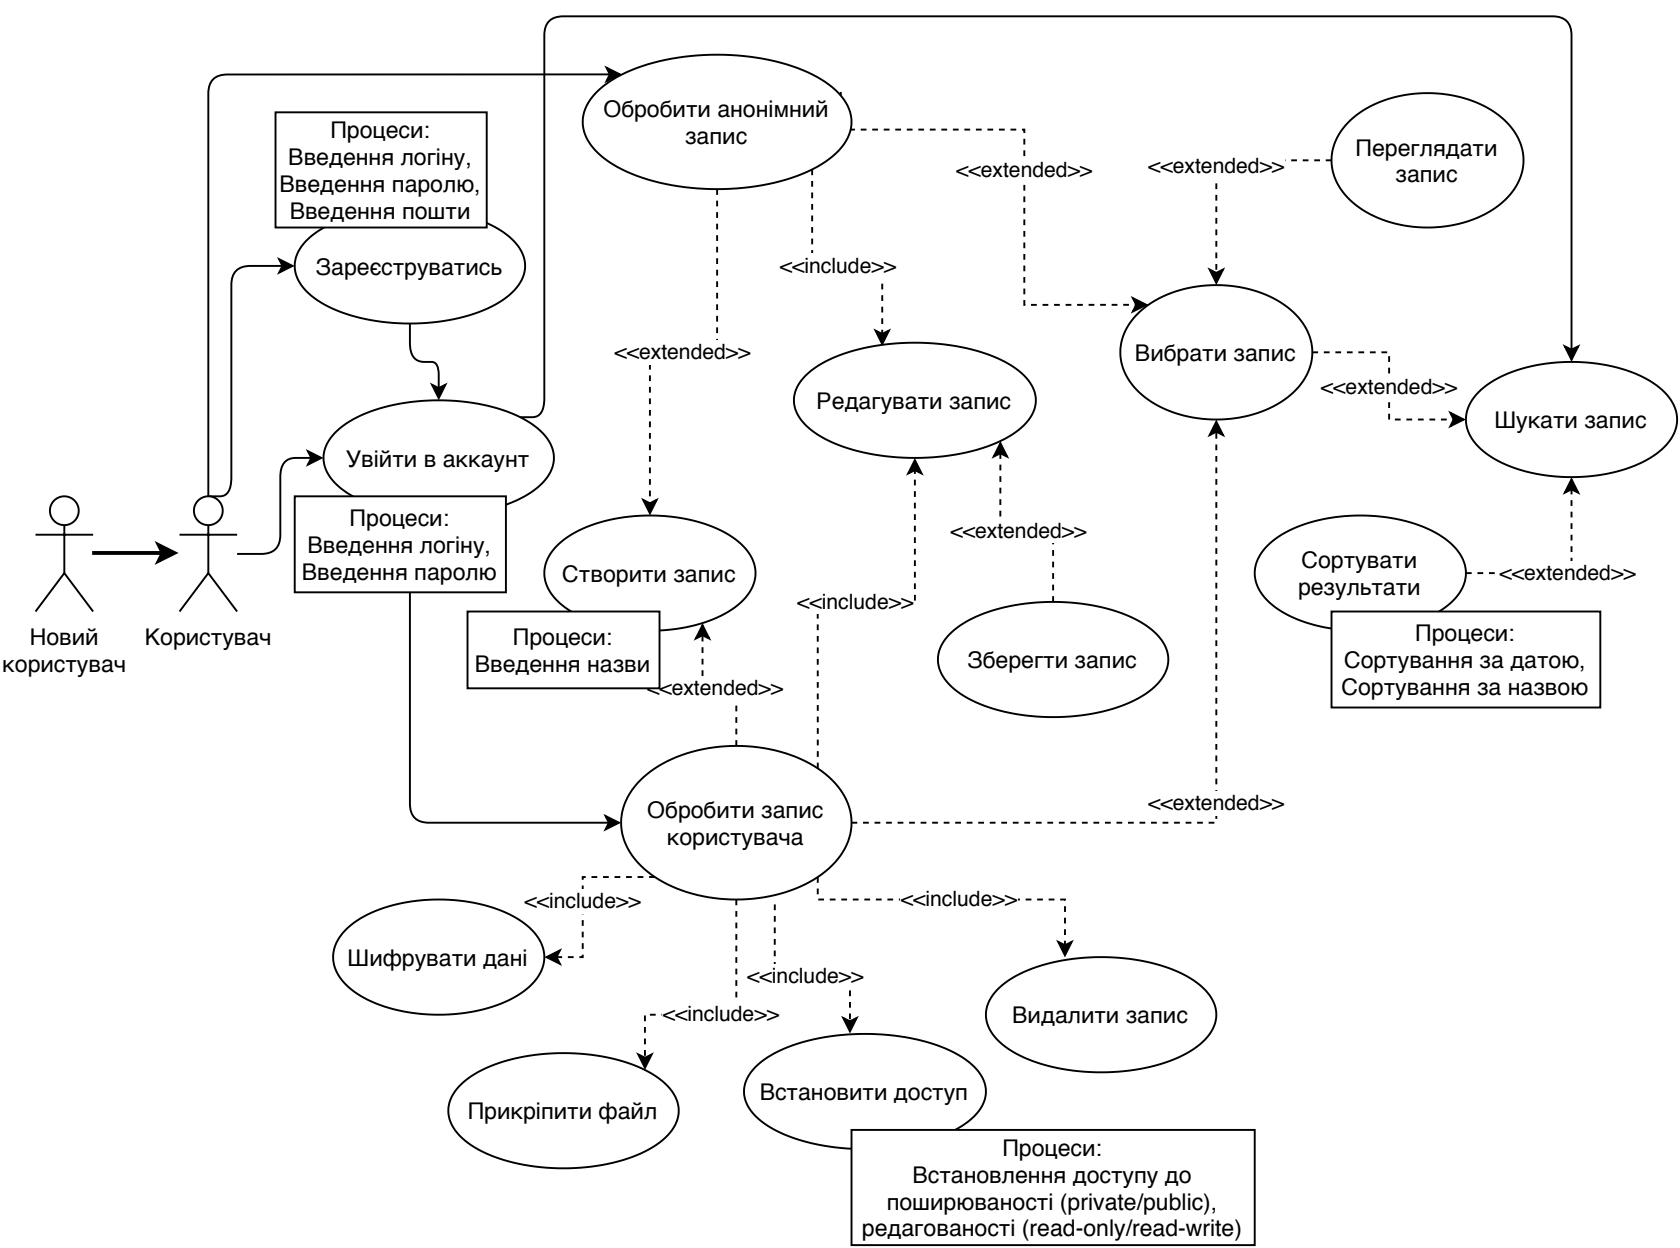 Обробити анонімний
запис
Процеси:
Введення логіну,
Введення паролю,
Введення пошти
Зареєструватись
<<extended>>
<<extended>>
Переглядати
запис
<<include>>
<<extended>>
Вибрати запис
<<extended>>
Шукати запис
Редагувати запис
Увійти в аккаунт
Процеси:
Введення логіну,
Введення паролю
Новий
користувач
Користувач
Створити запис
Процеси:
Введення назви
<<extended>>
<<include>>
<<extended>>
Зберегти запис
Сортувати
результати
<<extended>>
Процеси:
Сортування за датою,
Сортування за назвою
Обробити запис
користувача
<<extended>>
<<include>>
Шифрувати дані
<<include>>
<<include>>
<<include>>
Видалити запис
Прикріпити файл
Встановити доступ
Процеси:
Встановлення доступу до
поширюваності (private/public),
редагованості (read-only/read-write)